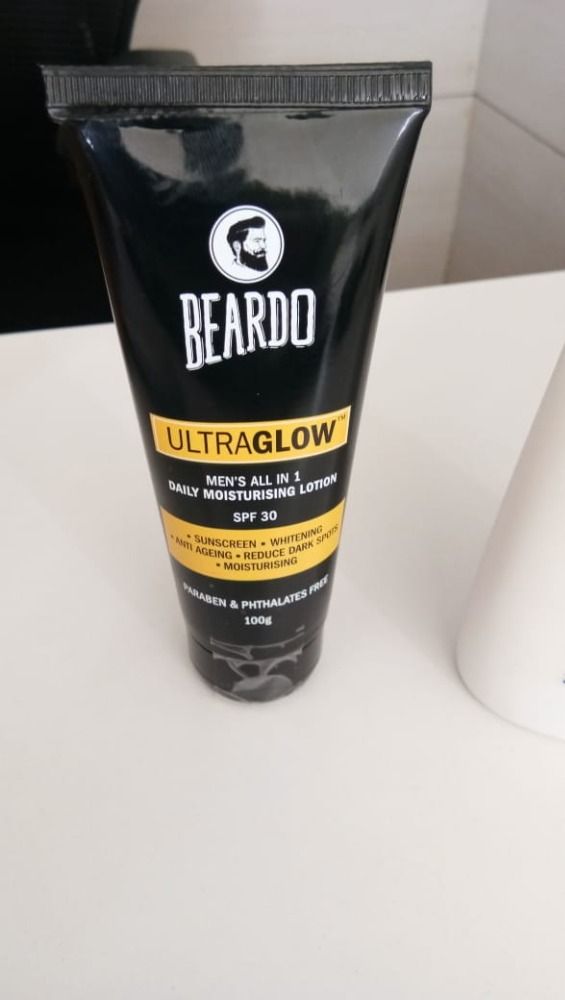 BEARDO
ULTRAGLOW™
MEN'S ALL IN 1
DAILY MOISTURISING LOTION
SPF 30
• SUNSCREEN • WHITENING
• ANTI AGEING • REDUCE DARK SPOTS
• MOISTURISING
PARABEN & PHTHALATES FREE
100g